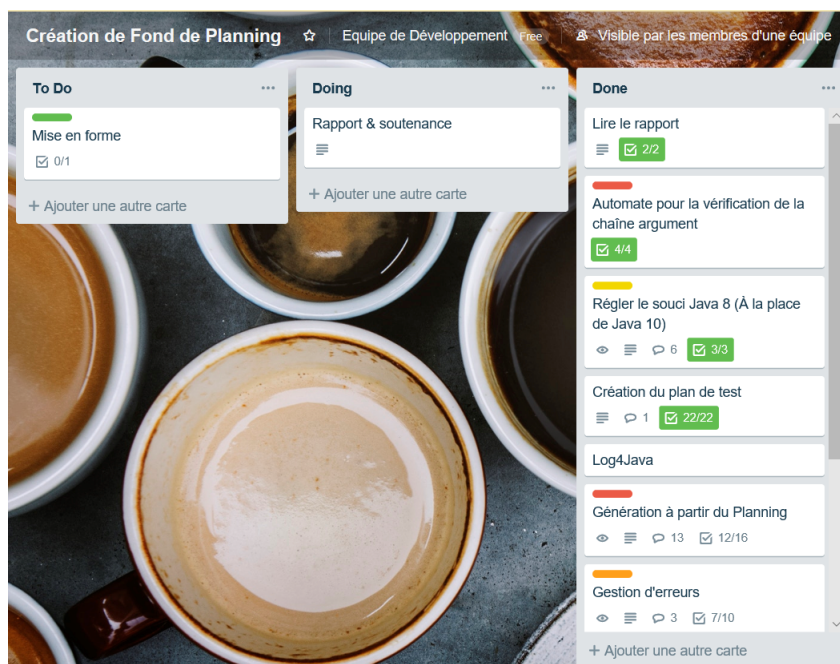 Création de Fond de Planning
Equipe de Développement Free
Visible par les membres d'une équipe
To Do
Mise en forme
0/1
+ Ajouter une autre carte
Doing
Rapport & soutenance
+ Ajouter une autre carte
Done
Lire le rapport
2/2
Automate pour la vérification de la
chaîne argument
4/4
Régler le souci Java 8 (À la place
de Java 10)
6 3/3
Création du plan de test
1 22/22
Log4Java
Génération à partir du Planning
13 12/16
Gestion d'erreurs
3 7/10
+ Ajouter une autre carte